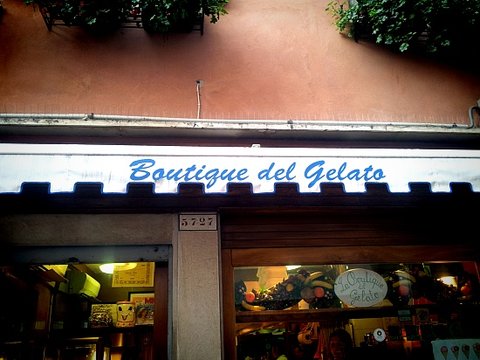 Boutique del Gelato
5727
La Boutique
del
Gelato